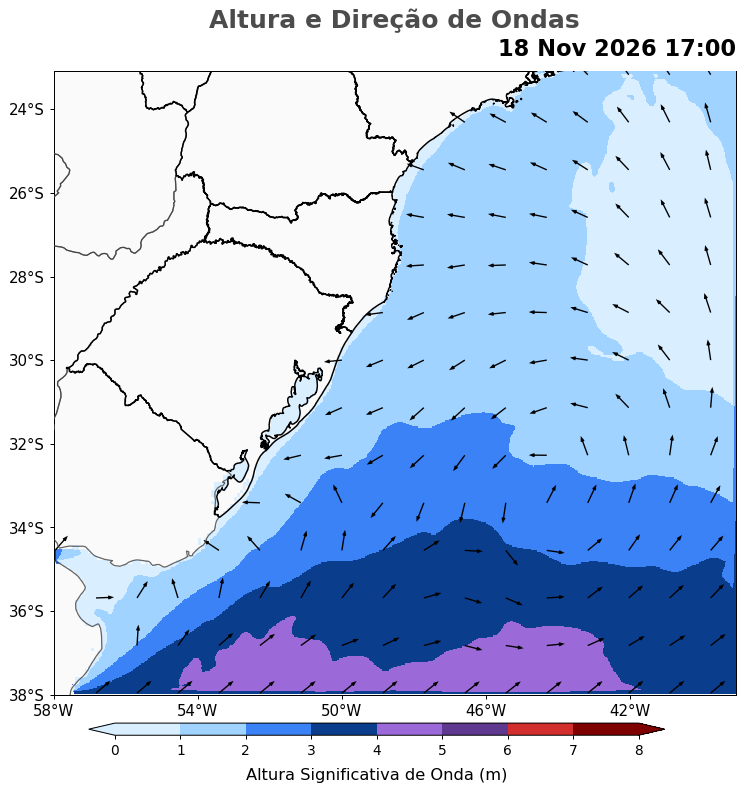 Altura e Direção de Ondas
18 Nov 2026 17:00
24°S
26°S
28°S
30°S
32°S
34°S
36°S
38°S
58°W 54°W 50°W 46°W 42°W
0 1 2 3 4 5 6 7 8
Altura Significativa de Onda (m)